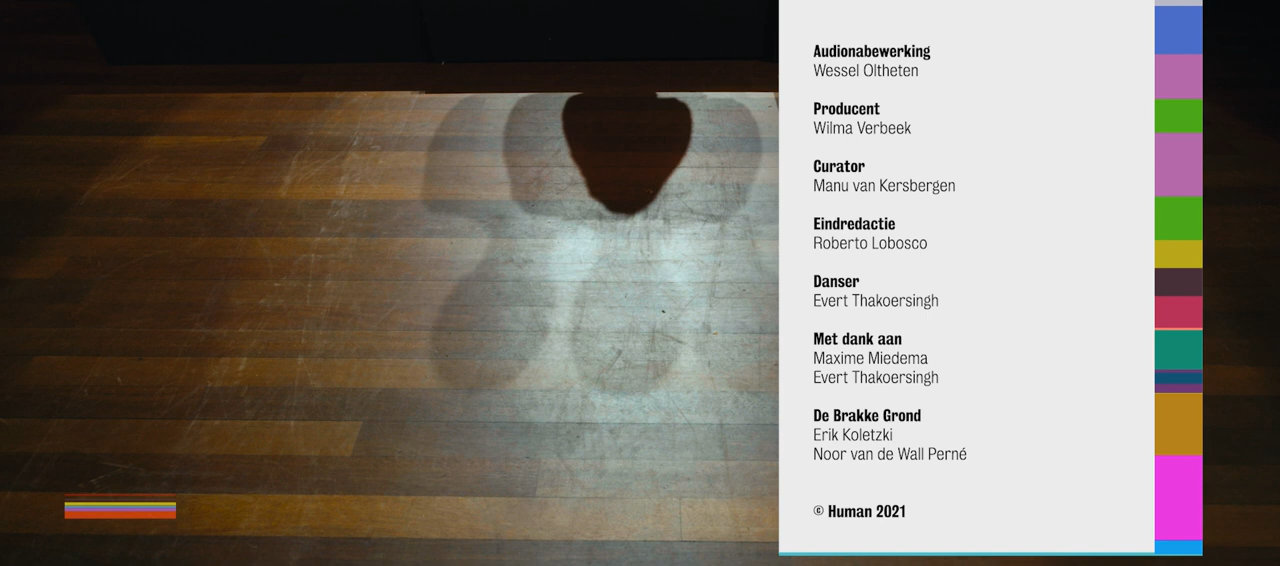 Audionabewerking
Wessel Oltheten
Producent
Wilma Verbeek
Curator
Manu van Kersbergen
Eindredactie
Roberto Lobosco
Danser
Evert Thakoersingh
Met dank aan
Maxime Miedema
Evert Thakoersingh
De Brakke Grond
Erik Koletzki
Noor van de Wall Perné
© Human 2021